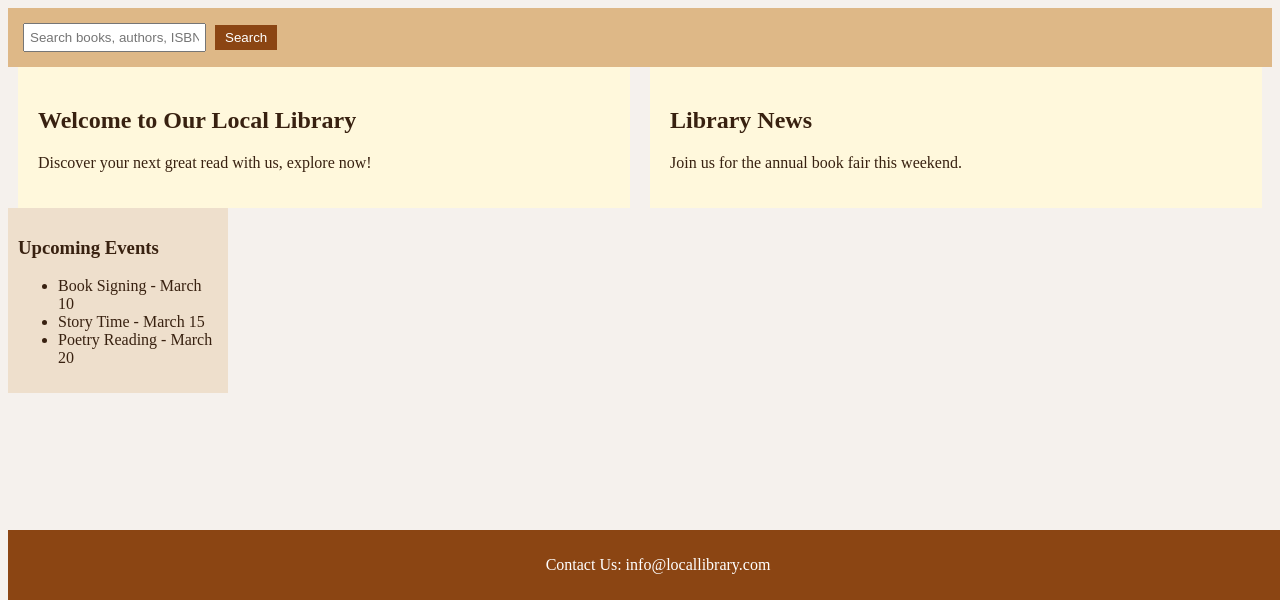 Search books, authors, ISBN
Search
Welcome to Our Local Library
Discover your next great read with us, explore now!
Library News
Join us for the annual book fair this weekend.
Upcoming Events
Book Signing - March
10
Story Time - March 15
Poetry Reading - March
20
Contact Us: info@locallibrary.com